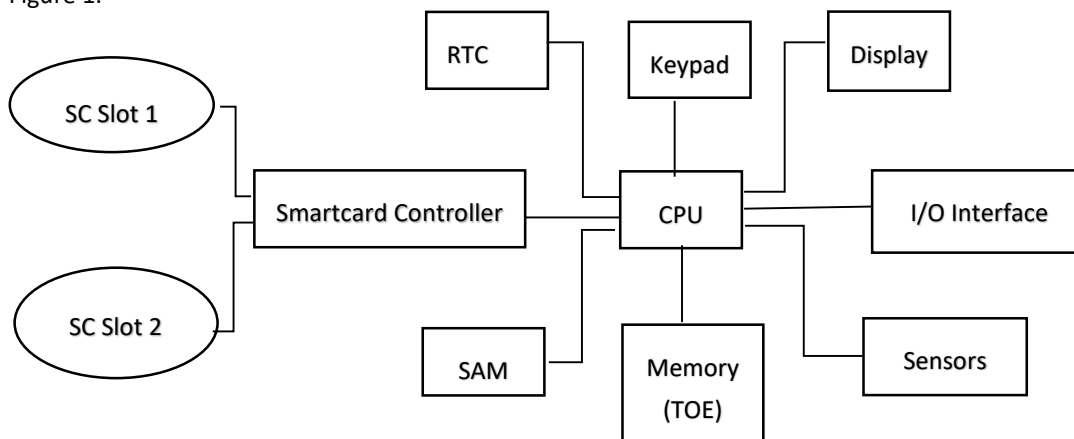 Figure 1.
RTC
Keypad
Display
SC Slot 1
Smartcard Controller
CPU
I/O Interface
SC Slot 2
SAM
Memory
(TOE)
Sensors